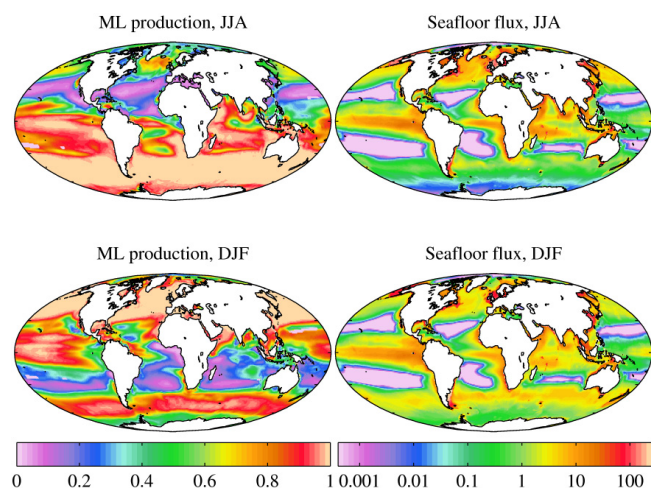 ML production, JJA
Seafloor flux, JJA
ML production, DJF
Seafloor flux, DJF
0 0.2 0.4 0.6 0.8 1
0.001 0.01 0.1 1 10 100